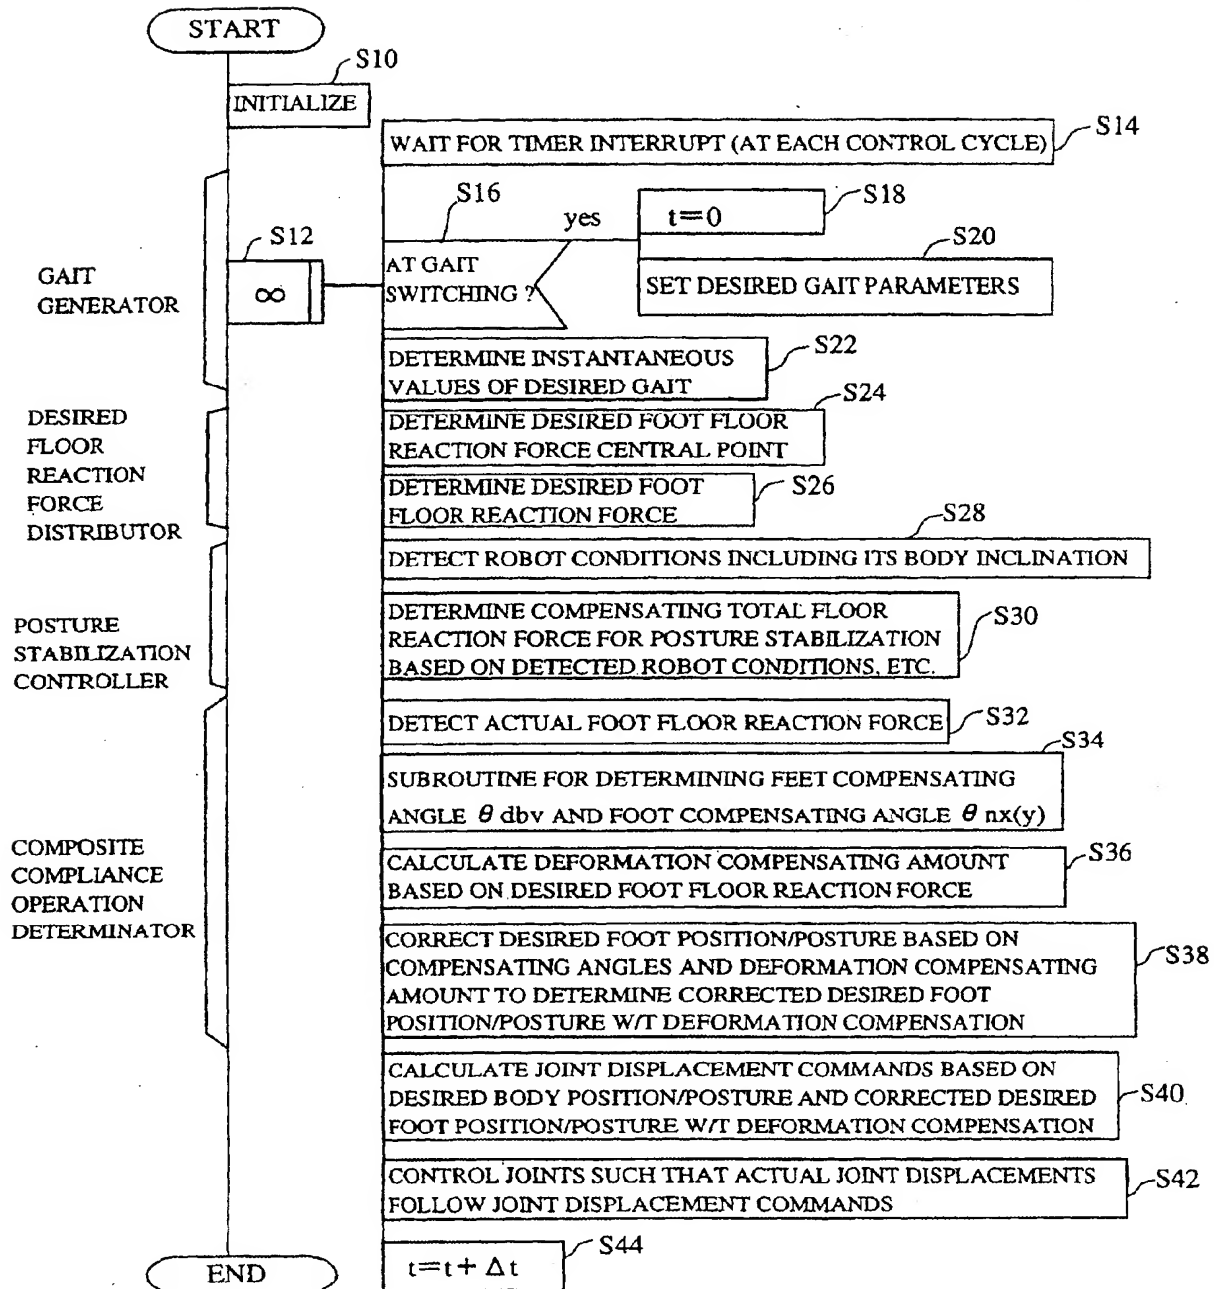 START
S10
INITIALIZE
WAIT FOR TIMER INTERRUPT (AT EACH CONTROL CYCLE)
S14
S16
yes
t=0
S18
S12
∞
AT GAIT
SWITCHING ?
S20
SET DESIRED GAIT PARAMETERS
GAIT
GENERATOR
DETERMINE INSTANTANEOUS
VALUES OF DESIRED GAIT
S22
DESIRED
FLOOR
REACTION
FORCE
DISTRIBUTOR
DETERMINE DESIRED FOOT FLOOR
REACTION FORCE CENTRAL POINT
S24
DETERMINE DESIRED FOOT
FLOOR REACTION FORCE
S26
S28
DETECT ROBOT CONDITIONS INCLUDING ITS BODY INCLINATION
POSTURE
STABILIZATION
CONTROLLER
DETERMINE COMPENSATING TOTAL FLOOR
REACTION FORCE FOR POSTURE STABILIZATION
BASED ON DETECTED ROBOT CONDITIONS, ETC.
S30
DETECT ACTUAL FOOT FLOOR REACTION FORCE
S32
S34
SUBROUTINE FOR DETERMINING FEET COMPENSATING
ANGLE θ dbv AND FOOT COMPENSATING ANGLE θ nx(y)
COMPOSITE
COMPLIANCE
OPERATION
DETERMINATOR
CALCULATE DEFORMATION COMPENSATING AMOUNT
BASED ON DESIRED FOOT FLOOR REACTION FORCE
S36
CORRECT DESIRED FOOT POSITION/POSTURE BASED ON
COMPENSATING ANGLES AND DEFORMATION COMPENSATING
AMOUNT TO DETERMINE CORRECTED DESIRED FOOT
POSITION/POSTURE W/T DEFORMATION COMPENSATION
S38
CALCULATE JOINT DISPLACEMENT COMMANDS BASED ON
DESIRED BODY POSITION/POSTURE AND CORRECTED DESIRED
FOOT POSITION/POSTURE W/T DEFORMATION COMPENSATION
S40
CONTROL JOINTS SUCH THAT ACTUAL JOINT DISPLACEMENTS
FOLLOW JOINT DISPLACEMENT COMMANDS
S42
S44
t=t+ Δt
END